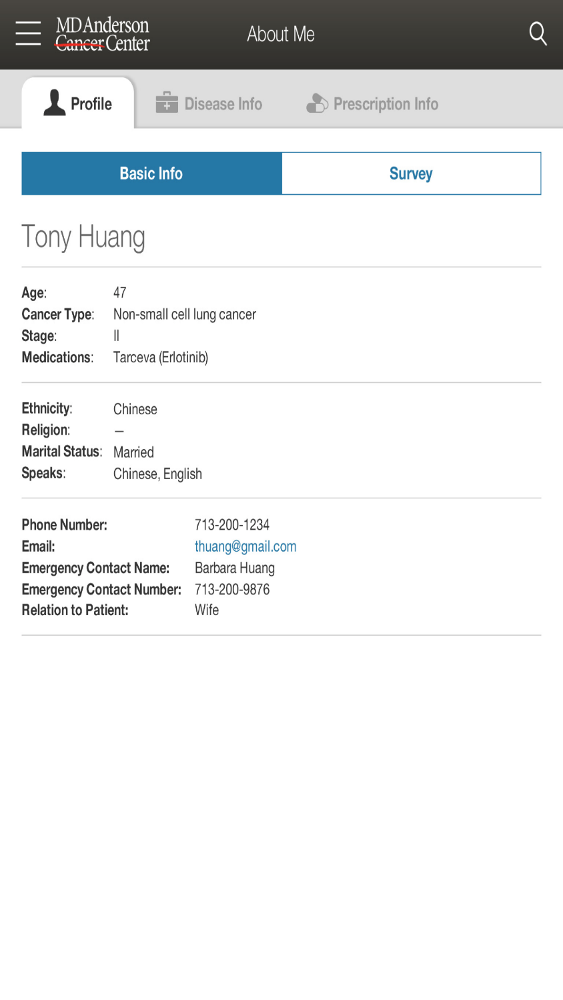 MD Anderson
Cancer Center
About Me
Profile
Disease Info
Prescription Info
Basic Info
Survey
Tony Huang
Age: 47
Cancer Type: Non-small cell lung cancer
Stage: II
Medications: Tarceva (Erlotinib)
Ethnicity: Chinese
Religion: –
Marital Status: Married
Speaks: Chinese, English
Phone Number: 713-200-1234
Email: thuang@gmail.com
Emergency Contact Name: Barbara Huang
Emergency Contact Number: 713-200-9876
Relation to Patient: Wife